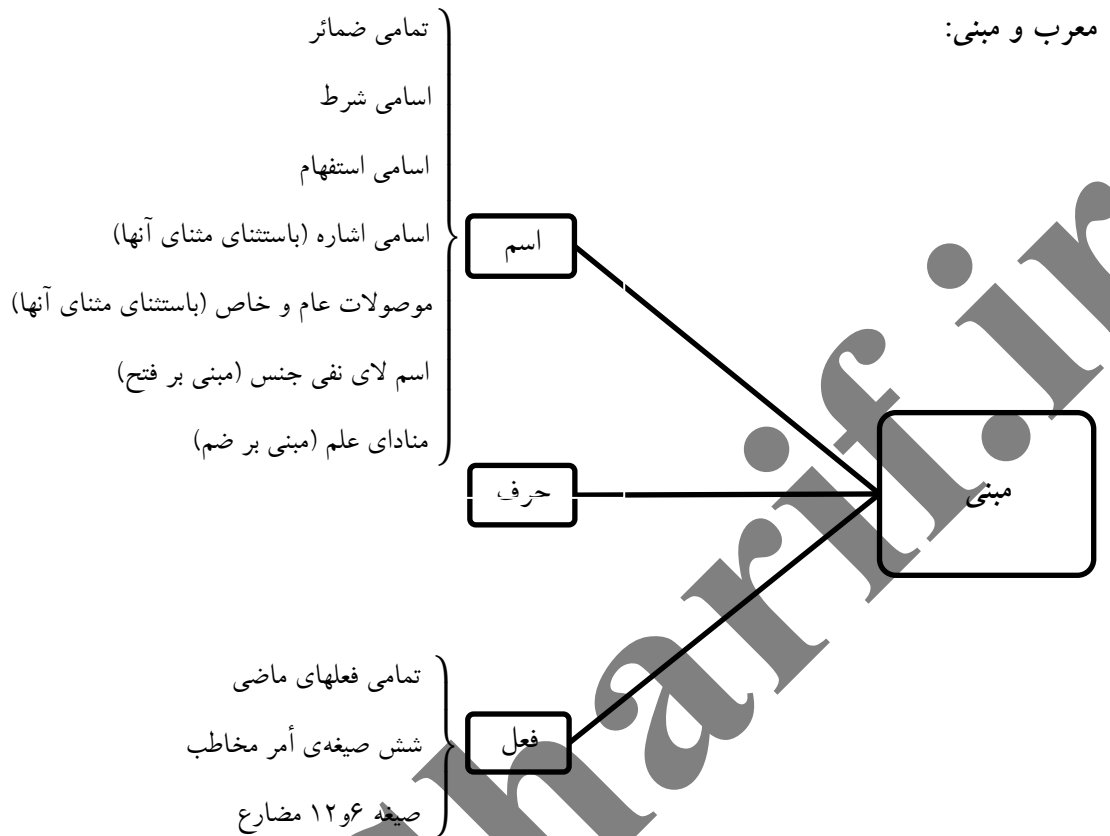 معرب و مبنی:
مبنی
اسم
تمامی ضمائر
اسامی شرط
اسامی استفهام
اسامی اشاره (باستثنای مثنای آنها)
موصولات عام و خاص (باستثنای مثنای آنها)
اسم لای نفی جنس (مبنی بر فتح)
منادای علم (مبنی بر ضم)
حرف
فعل
تمامی فعلهای ماضی
شش صیغه‌ی أمر مخاطب
صیغه ۶و۱۲ مضارع
harif.ir